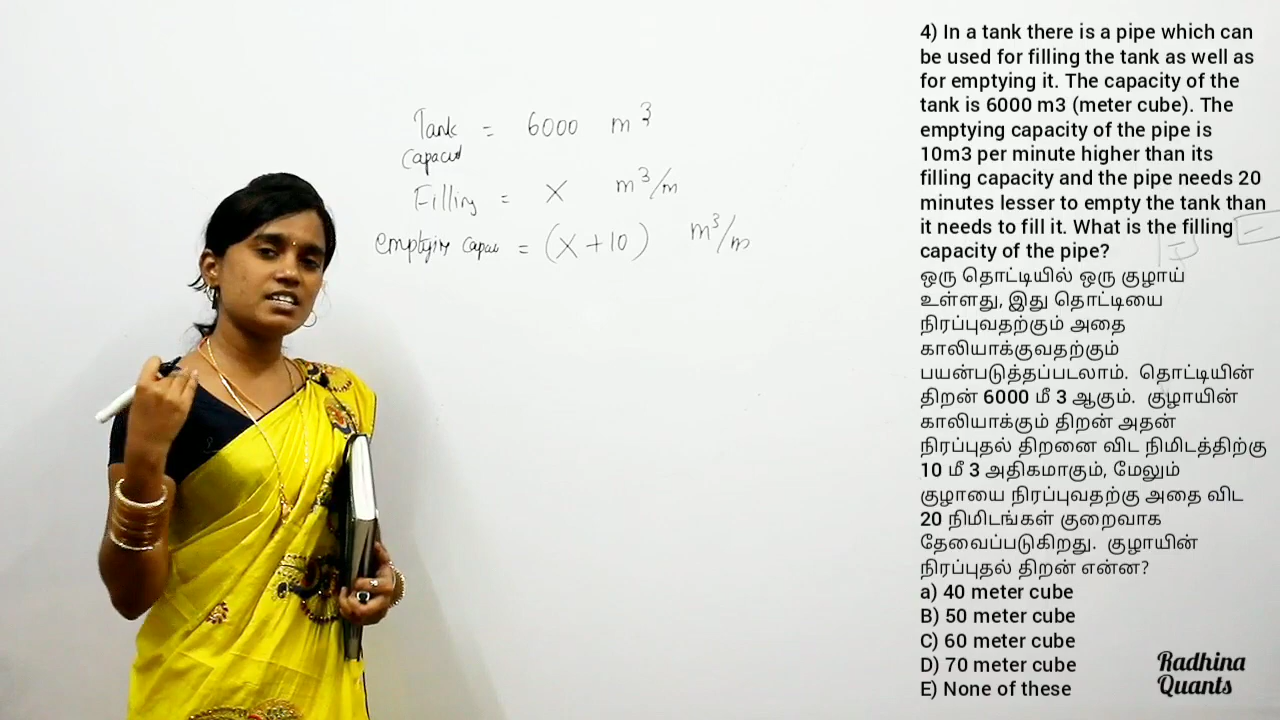 Tank = 6000 m³
Capacit
Filling = X m³/m
emptying capac = (X+10) m³/m
4) In a tank there is a pipe which can
be used for filling the tank as well as
for emptying it. The capacity of the
tank is 6000 m3 (meter cube). The
emptying capacity of the pipe is
10m3 per minute higher than its
filling capacity and the pipe needs 20
minutes lesser to empty the tank than
it needs to fill it. What is the filling
capacity of the pipe?
ஒரு தொட்டியில் ஒரு குழாய்
உள்ளது, இது தொட்டியை
நிரப்புவதற்கும் அதை
காலியாக்குவதற்கும்
பயன்படுத்தப்படலாம். தொட்டியின்
திறன் 6000 மீ 3 ஆகும். குழாயின்
காலியாக்கும் திறன் அதன்
நிரப்புதல் திறனை விட நிமிடத்திற்கு
10 மீ 3 அதிகமாகும், மேலும்
குழாயை நிரப்புவதற்கு அதை விட
20 நிமிடங்கள் குறைவாக
தேவைப்படுகிறது. குழாயின்
நிரப்புதல் திறன் என்ன?
a) 40 meter cube
B) 50 meter cube
C) 60 meter cube
D) 70 meter cube
E) None of these
Radhina
Quants